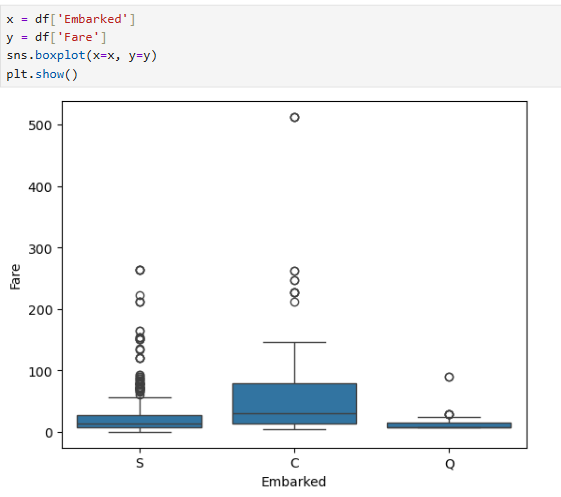 x = df['Embarked']
y = df['Fare']
sns.boxplot(x=x, y=y)
plt.show()
500
400
300
200
100
0
Fare
S C Q
Embarked